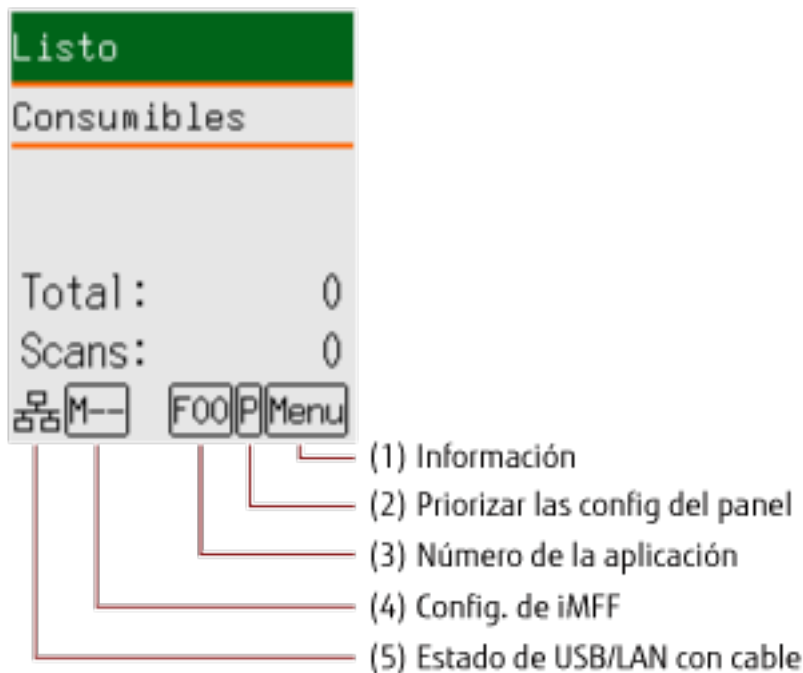 Listo
Consumibles
Total: 0
Scans: 0
M-- F00 P Menu
(1) Información
(2) Priorizar las config del panel
(3) Número de la aplicación
(4) Config. de iMFF
(5) Estado de USB/LAN con cable